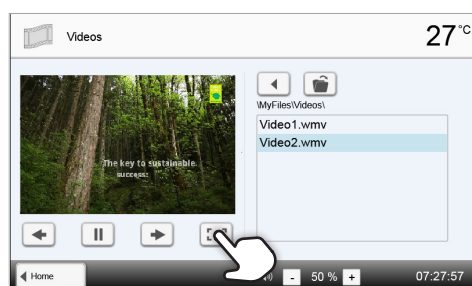 Videos
27°C
\MyFiles\Videos\
Video1.wmv
Video2.wmv
The key to sustainable
success:
Home
- 50 % +
07:27:57